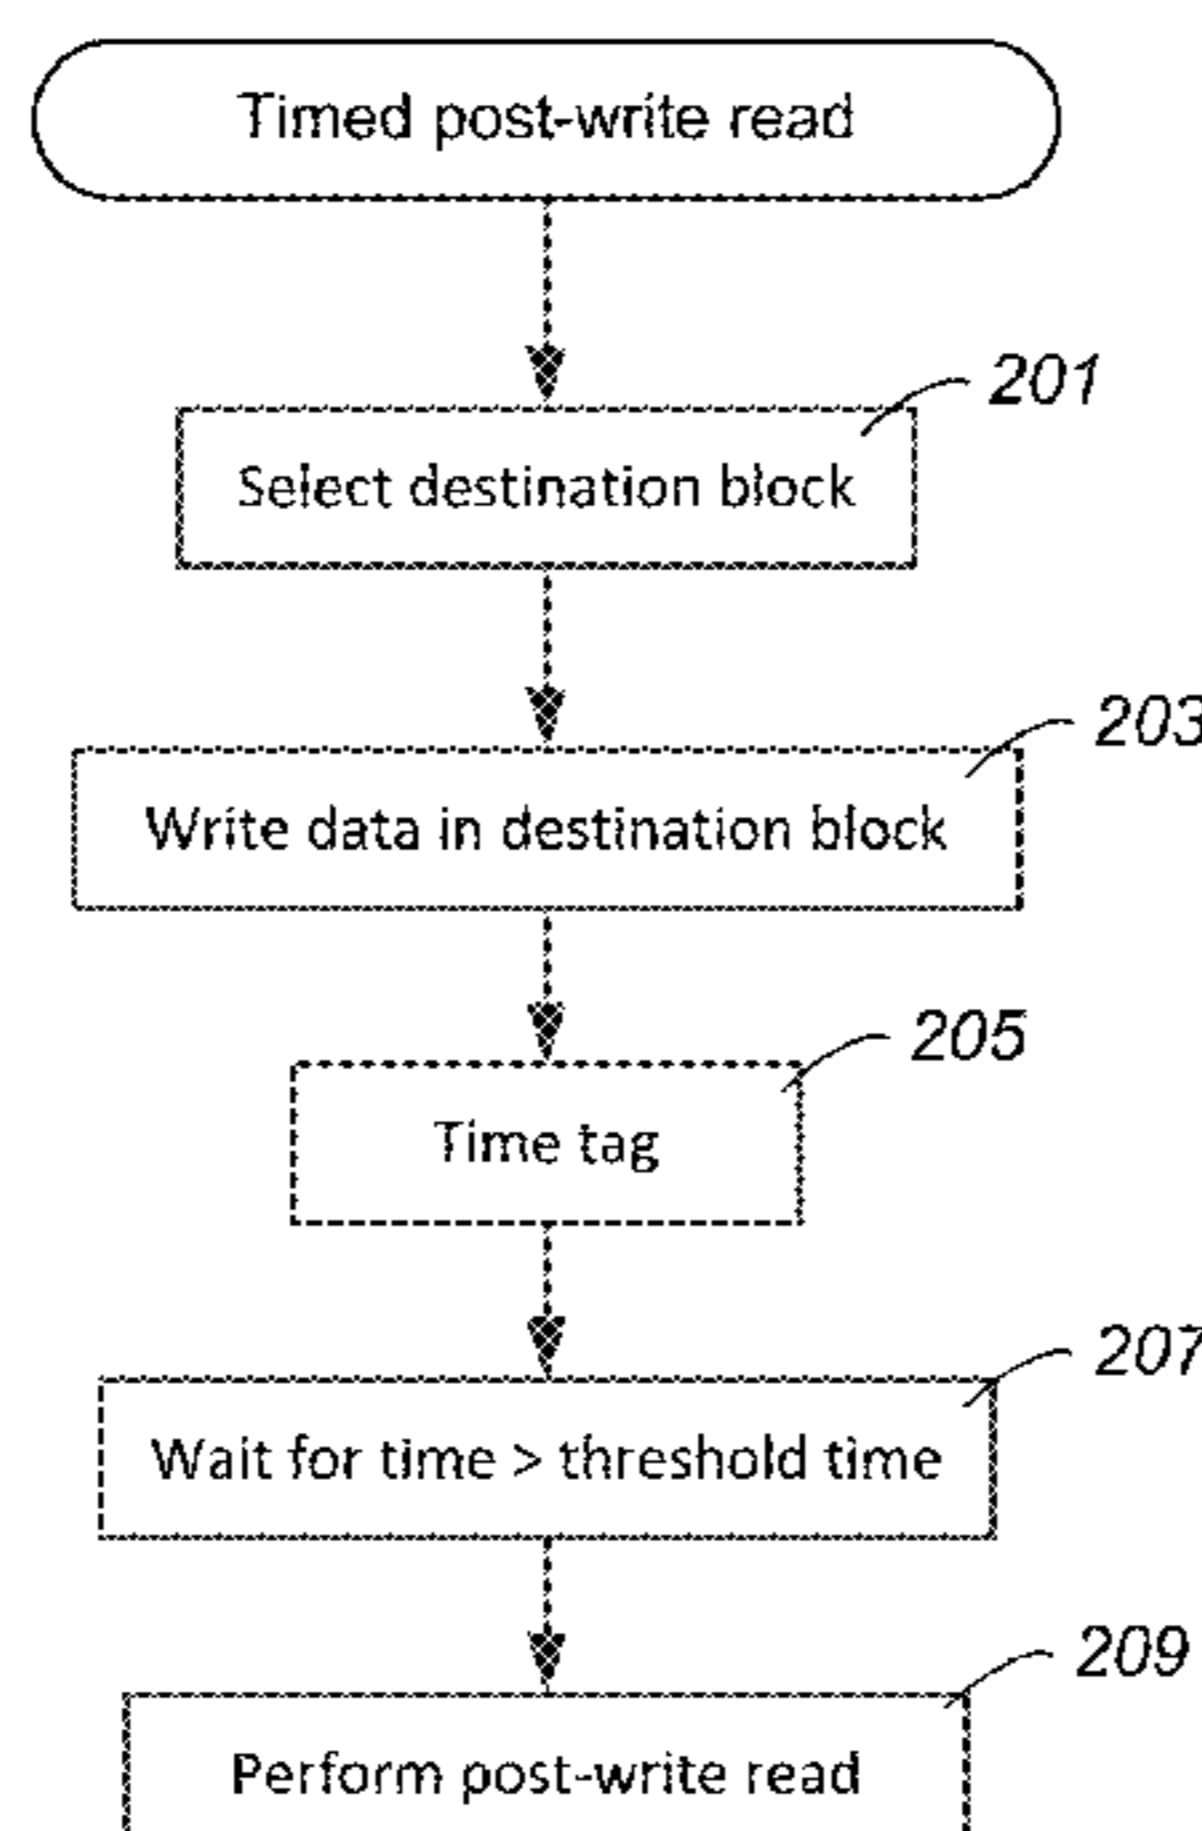 Timed post-write read
201
Select destination block
203
Write data in destination block
205
Time tag
207
Wait for time > threshold time
209
Perform post-write read